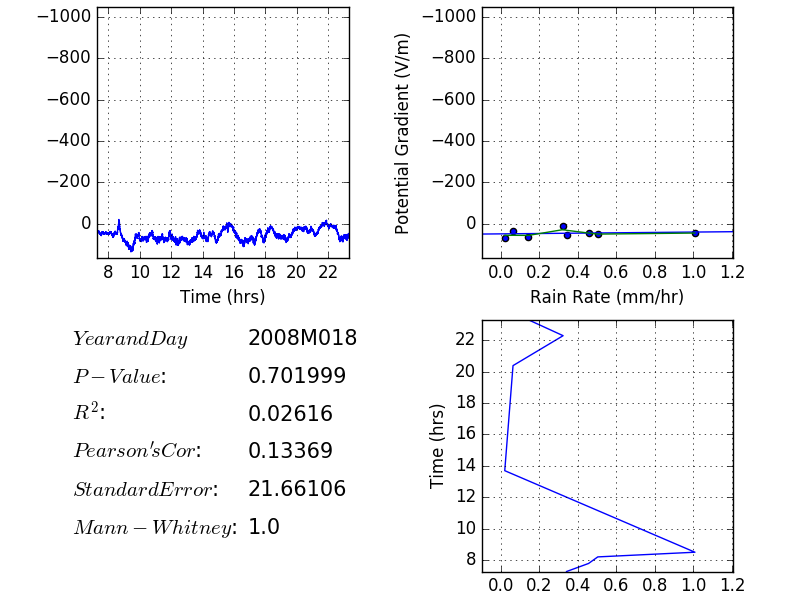 −1000
−800
−600
−400
−200
0
8 10 12 14 16 18 20 22
Time (hrs)
Potential Gradient (V/m)
−1000
−800
−600
−400
−200
0
0.0 0.2 0.4 0.6 0.8 1.0 1.2
Rain Rate (mm/hr)
YearandDay 2008M018
P−Value: 0.701999
R²: 0.02616
Pearson'sCor: 0.13369
StandardError: 21.66106
Mann−Whitney: 1.0
Time (hrs)
22
20
18
16
14
12
10
8
0.0 0.2 0.4 0.6 0.8 1.0 1.2